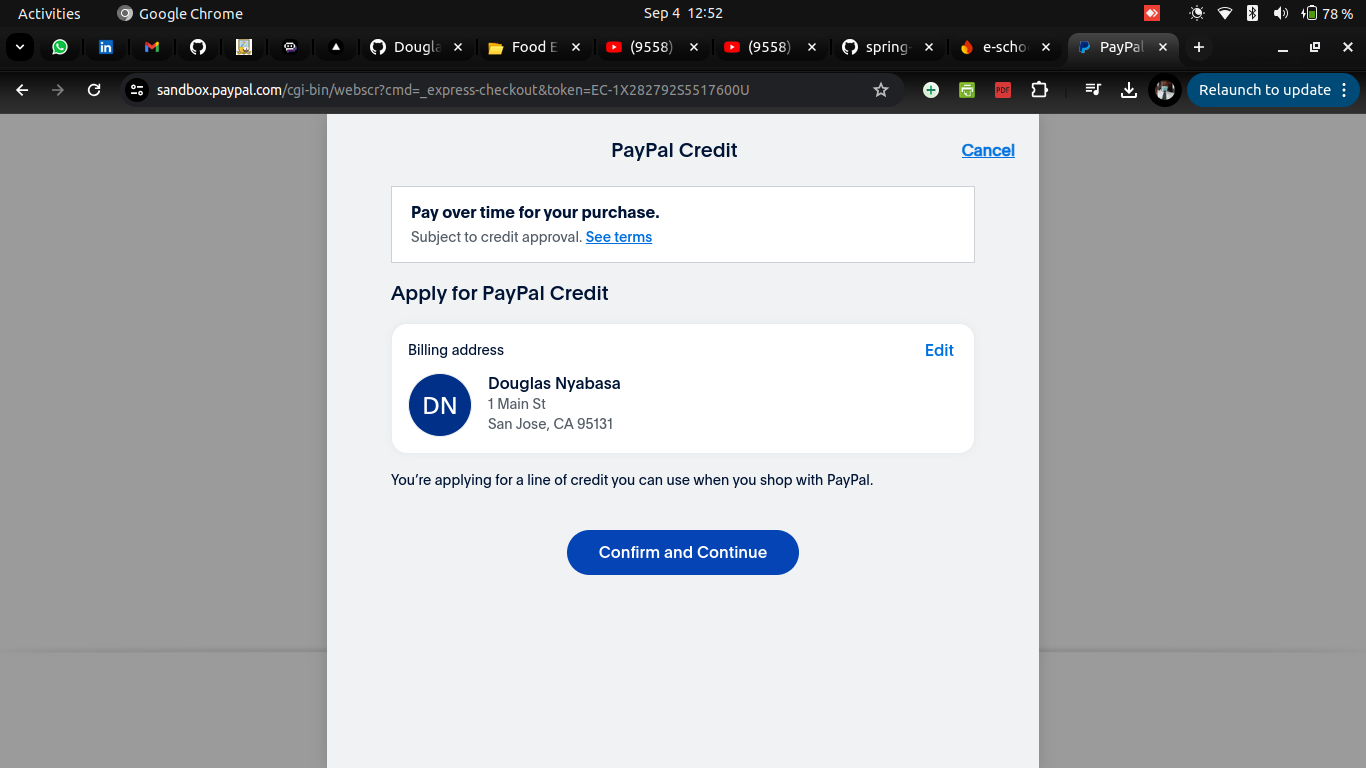 Activities
Google Chrome
Sep 4 12:52
78 %
Dougla
Food E
(9558)
(9558)
spring-
e-schoo
PayPal
sandbox.paypal.com/cgi-bin/webscr?cmd=_express-checkout&token=EC-1X282792S5517600U
PDF
Relaunch to update
PayPal Credit
Cancel
Pay over time for your purchase.
Subject to credit approval. See terms
Apply for PayPal Credit
Billing address
Edit
DN
Douglas Nyabasa
1 Main St
San Jose, CA 95131
You’re applying for a line of credit you can use when you shop with PayPal.
Confirm and Continue